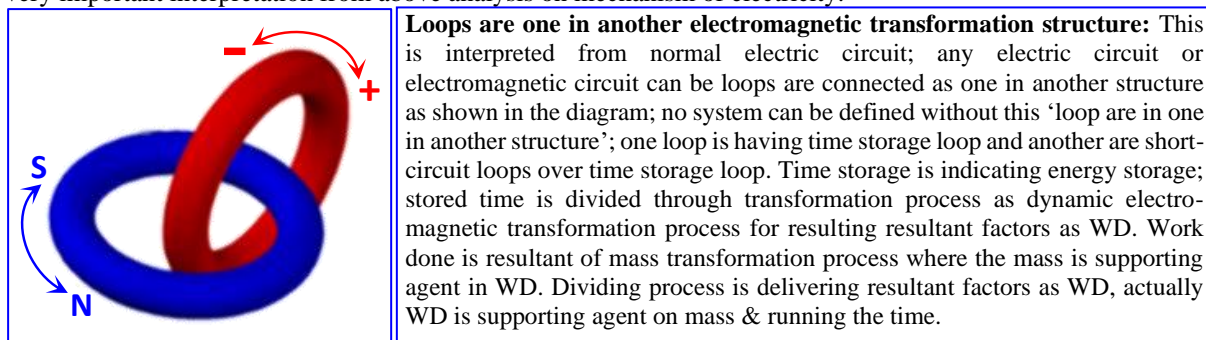 very important interpretation from above analysis on mechanism of electricity.
Loops are one in another electromagnetic transformation structure: This
is interpreted from normal electric circuit; any electric circuit or
electromagnetic circuit can be loops are connected as one in another structure
as shown in the diagram; no system can be defined without this ‘loop are in one
in another structure’; one loop is having time storage loop and another are short-
circuit loops over time storage loop. Time storage is indicating energy storage;
stored time is divided through transformation process as dynamic electro-
magnetic transformation process for resulting resultant factors as WD. Work
done is resultant of mass transformation process where the mass is supporting
agent in WD. Dividing process is delivering resultant factors as WD, actually
WD is supporting agent on mass & running the time.
-
+
S
N